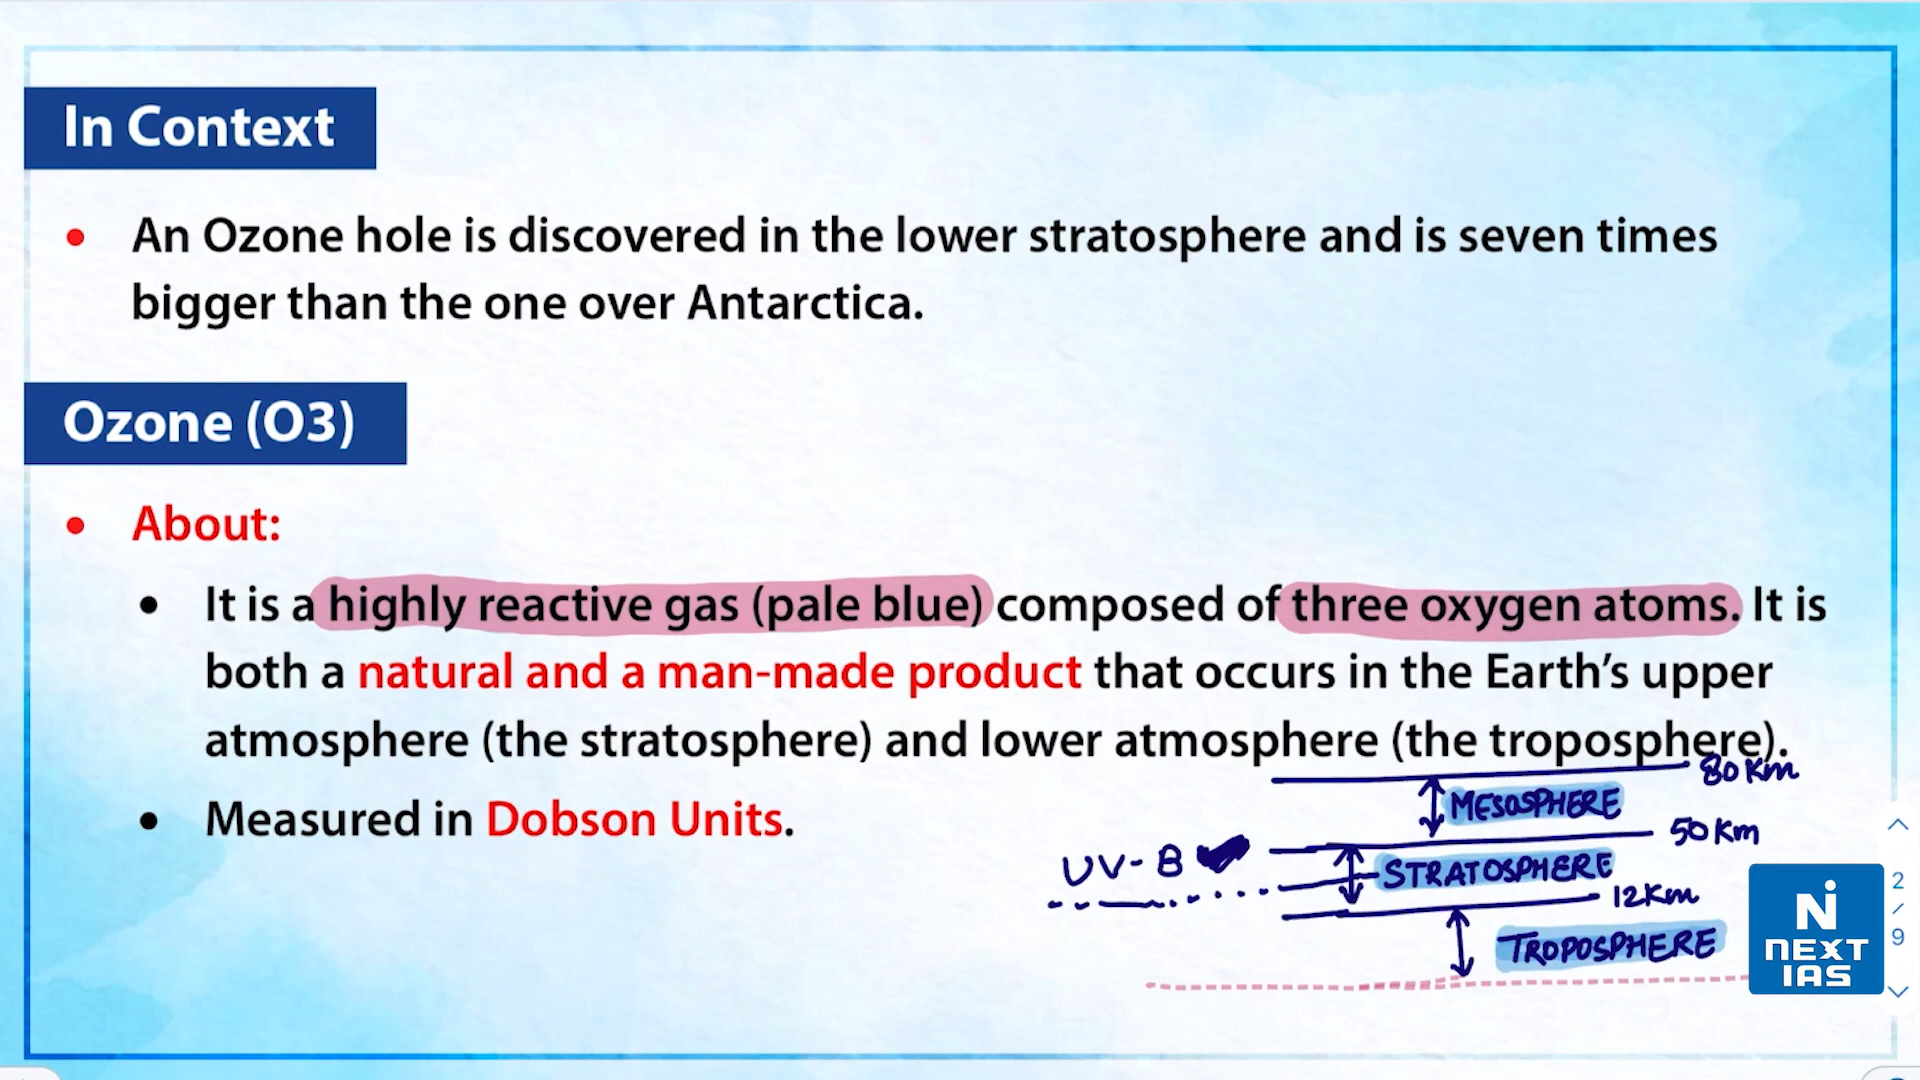 In Context
• An Ozone hole is discovered in the lower stratosphere and is seven times
bigger than the one over Antarctica.
Ozone (O3)
• About:
• It is a highly reactive gas (pale blue) composed of three oxygen atoms. It is
both a natural and a man-made product that occurs in the Earth's upper
atmosphere (the stratosphere) and lower atmosphere (the troposphere).
80 Km
• Measured in Dobson Units.
MESOSPHERE
50 Km
UV-B
STRATOSPHERE
12Km
TROPOSPHERE
2
/
9
N
NEXT
IAS